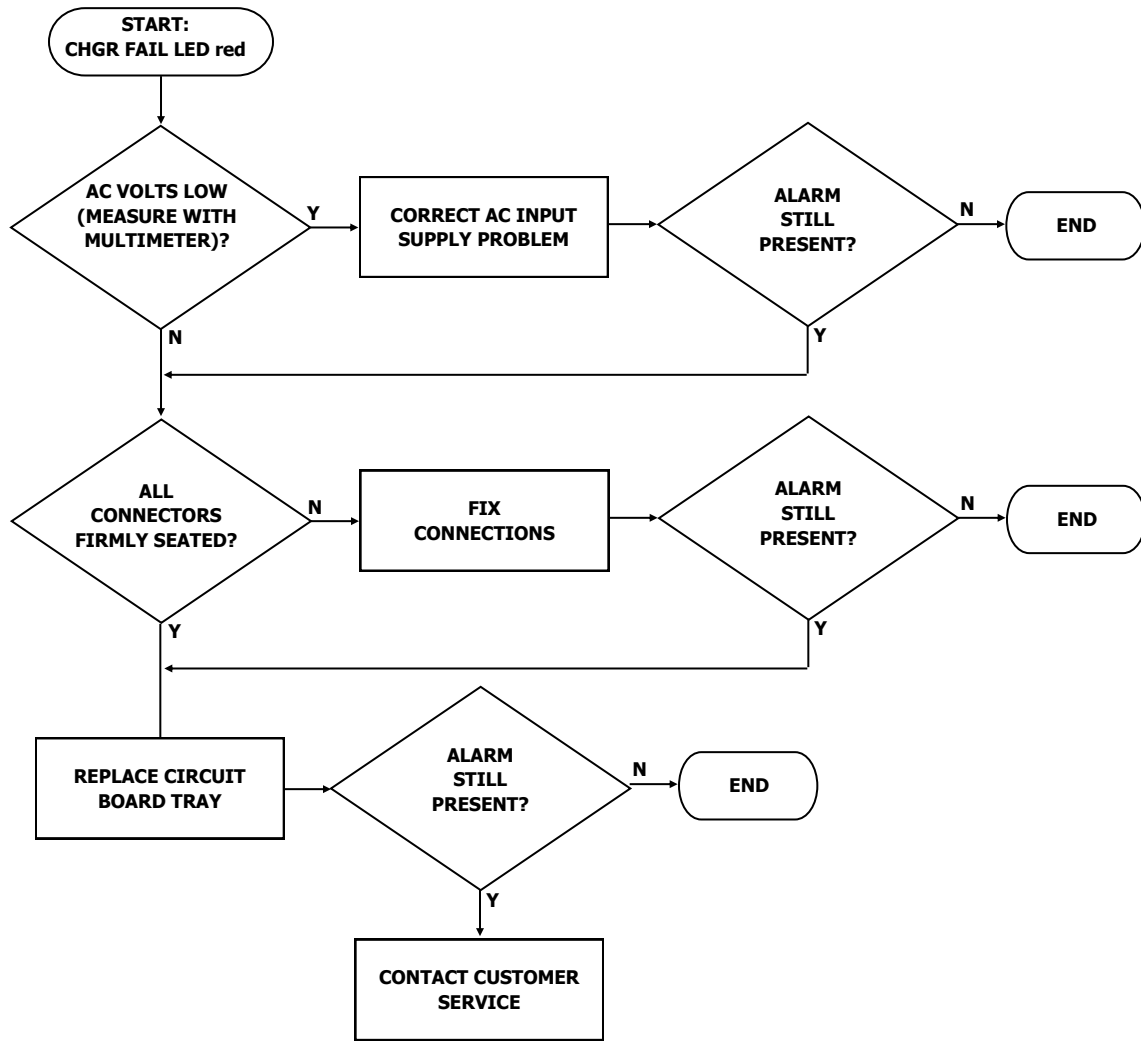 START:
CHGR FAIL LED red
AC VOLTS LOW
(MEASURE WITH
MULTIMETER)?
Y
CORRECT AC INPUT
SUPPLY PROBLEM
ALARM
STILL
PRESENT?
N
END
N
Y
ALL
CONNECTORS
FIRMLY SEATED?
N
FIX
CONNECTIONS
ALARM
STILL
PRESENT?
N
END
Y
Y
REPLACE CIRCUIT
BOARD TRAY
ALARM
STILL
PRESENT?
N
END
Y
CONTACT CUSTOMER
SERVICE